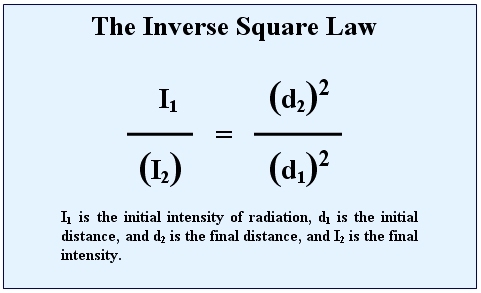 The Inverse Square Law
I₁ / (I₂) = (d₂)² / (d₁)²
I₁ is the initial intensity of radiation, d₁ is the initial
distance, and d₂ is the final distance, and I₂ is the final
intensity.